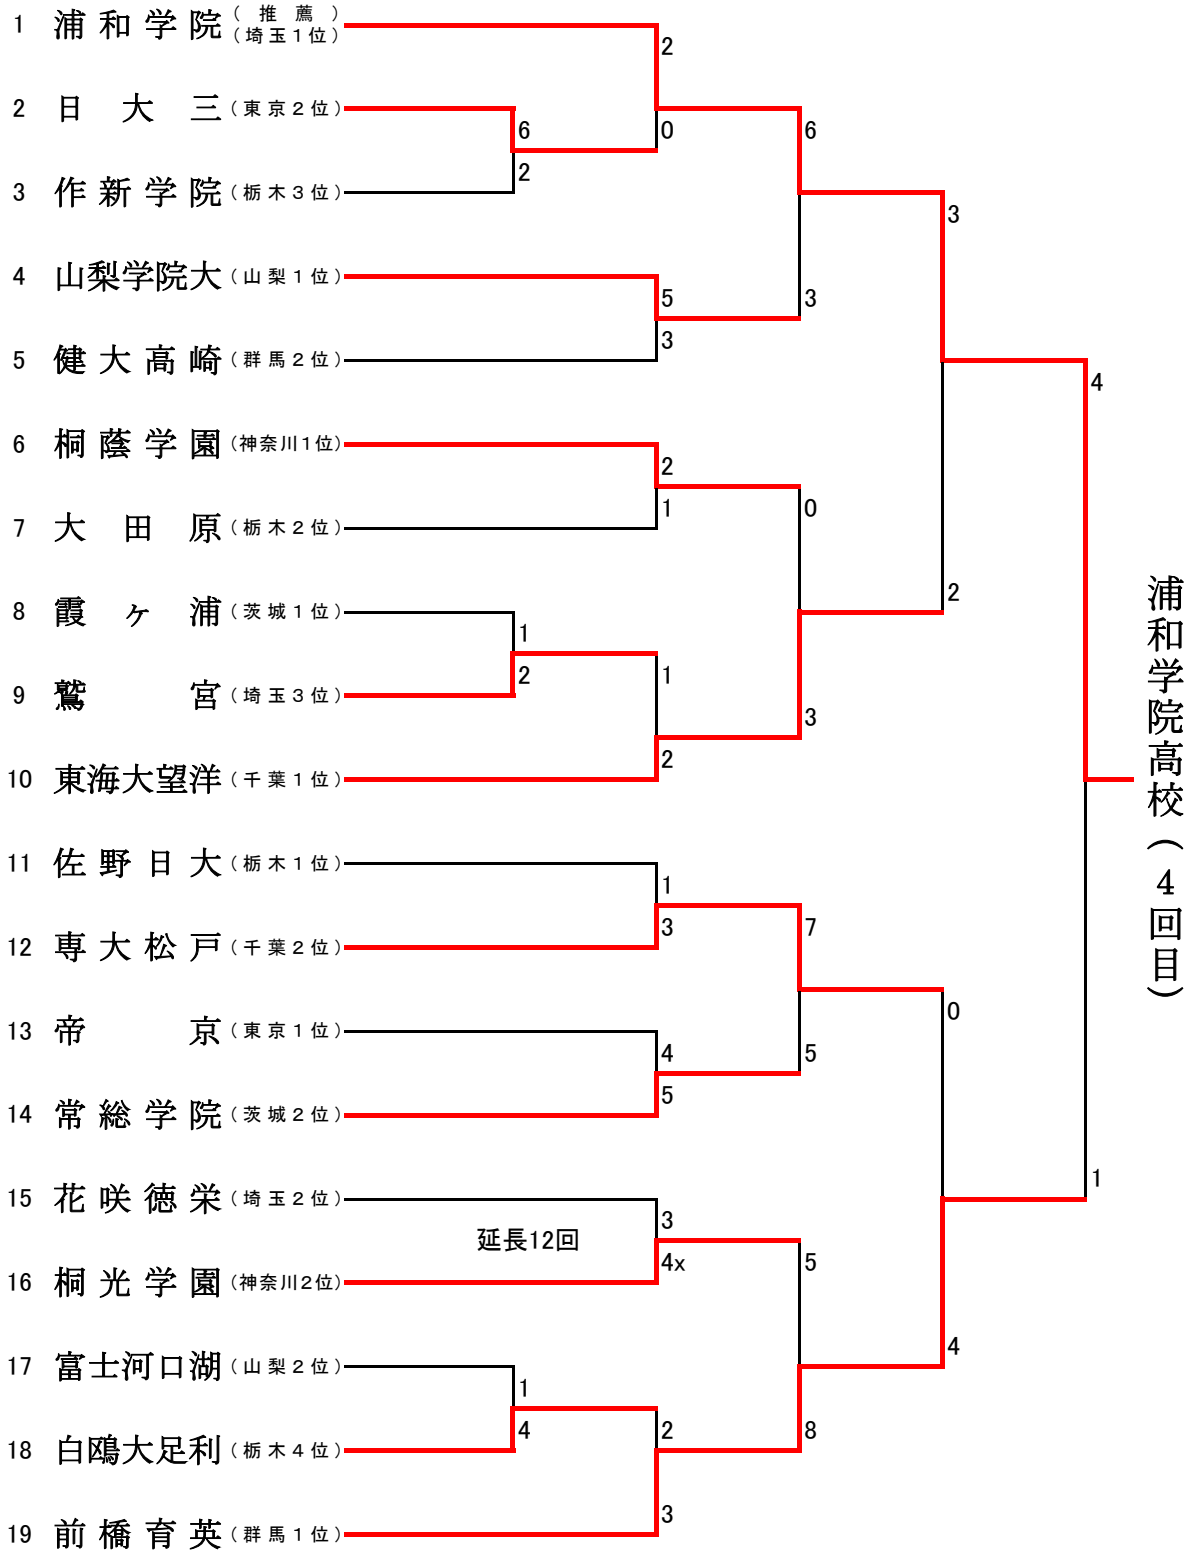 1 浦和学院 (推薦)
(埼玉1位)
2
2 日大三 (東京2位)
6
0
6
2
3 作新学院 (栃木3位)
3
4 山梨学院大 (山梨1位)
5
3
3
5 健大高崎 (群馬2位)
4
6 桐蔭学園 (神奈川1位)
2
1
0
7 大田原 (栃木2位)
2
8 霞ヶ浦 (茨城1位)
1
2
1
9 鷲宮 (埼玉3位)
3
2
10 東海大望洋 (千葉1位)
浦和学院高校(4回目)
11 佐野日大 (栃木1位)
1
3
7
12 専大松戸 (千葉2位)
0
13 帝京 (東京1位)
4
5
5
14 常総学院 (茨城2位)
1
15 花咲徳栄 (埼玉2位)
3
延長12回
4x
5
16 桐光学園 (神奈川2位)
4
17 富士河口湖 (山梨2位)
1
4
2
8
18 白鴎大足利 (栃木4位)
3
19 前橋育英 (群馬1位)